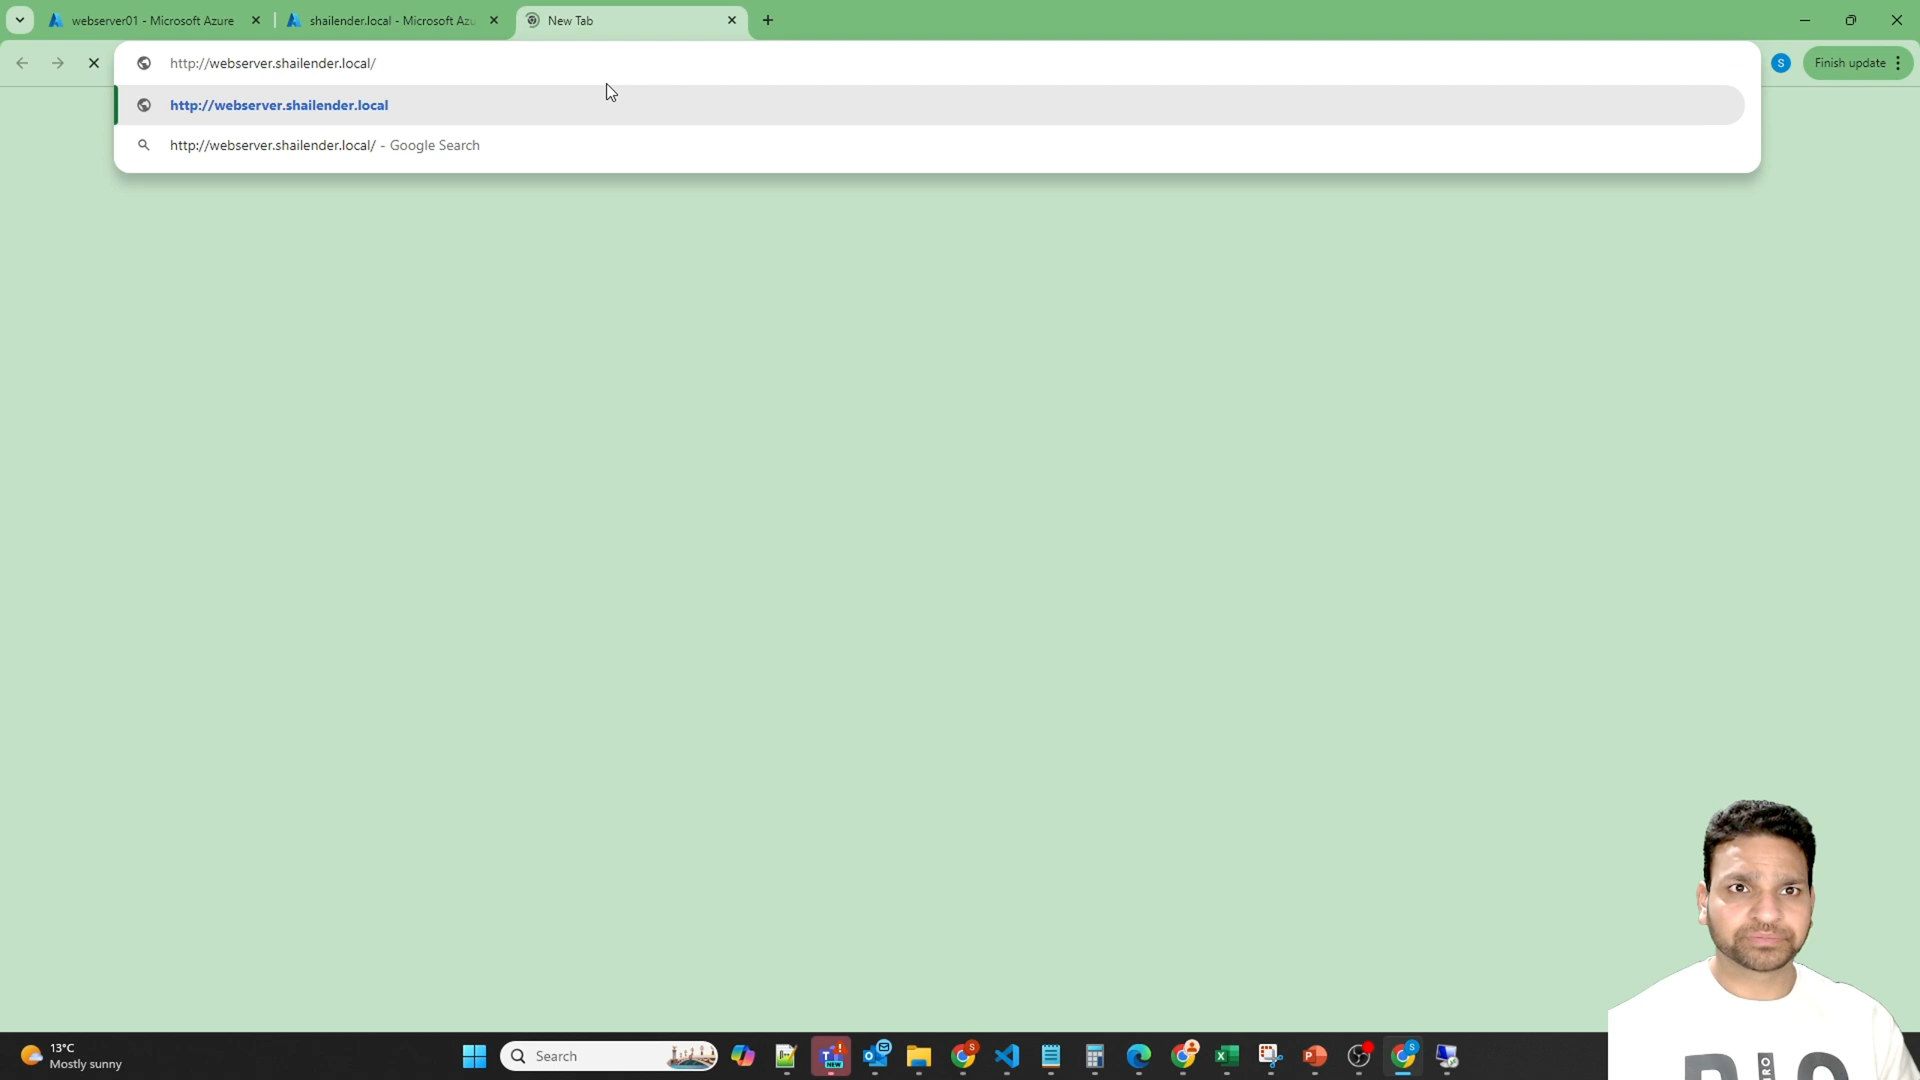 webserver01 - Microsoft Azure
shailender.local - Microsoft Azu
New Tab
http://webserver.shailender.local/
S
Finish update
http://webserver.shailender.local
http://webserver.shailender.local/ - Google Search
13°C
Mostly sunny
Search
NEW